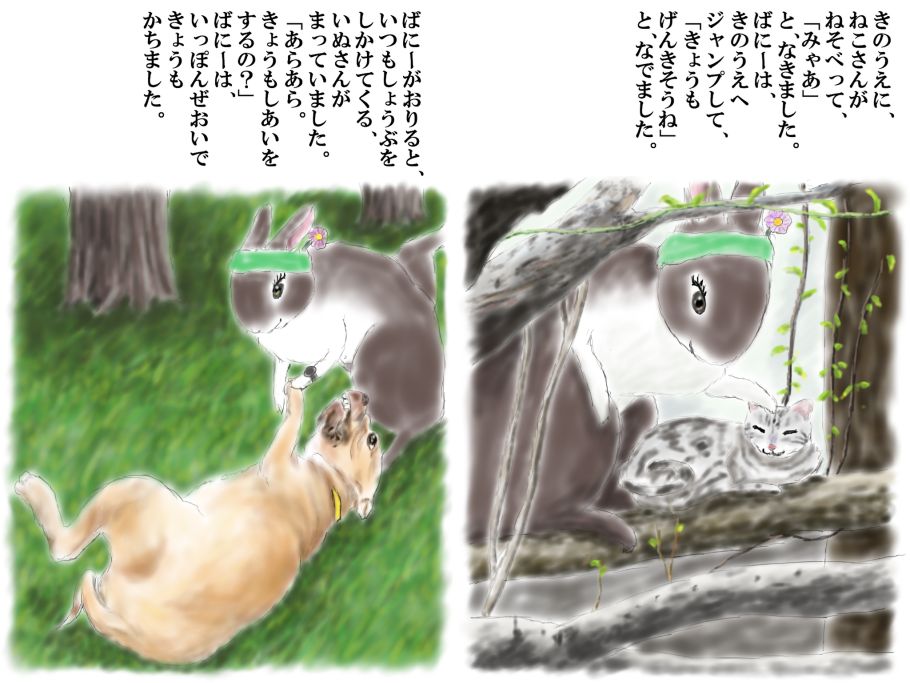 きのうえに、
ねこさんが
ねそべって、
「みゃあ」
と、なきました。
ばにーは、
きのうえへ
ジャンプして、
「きょうも
げんきそうね」
と、なでました。
ばにーがおりると、
いつもしょうぶを
しかけてくる、
いぬさんが
まっていました。
「あらあら。
きょうもしあいを
するの？」
ばにーは、
いっぽんぜおいで
きょうも
かちました。